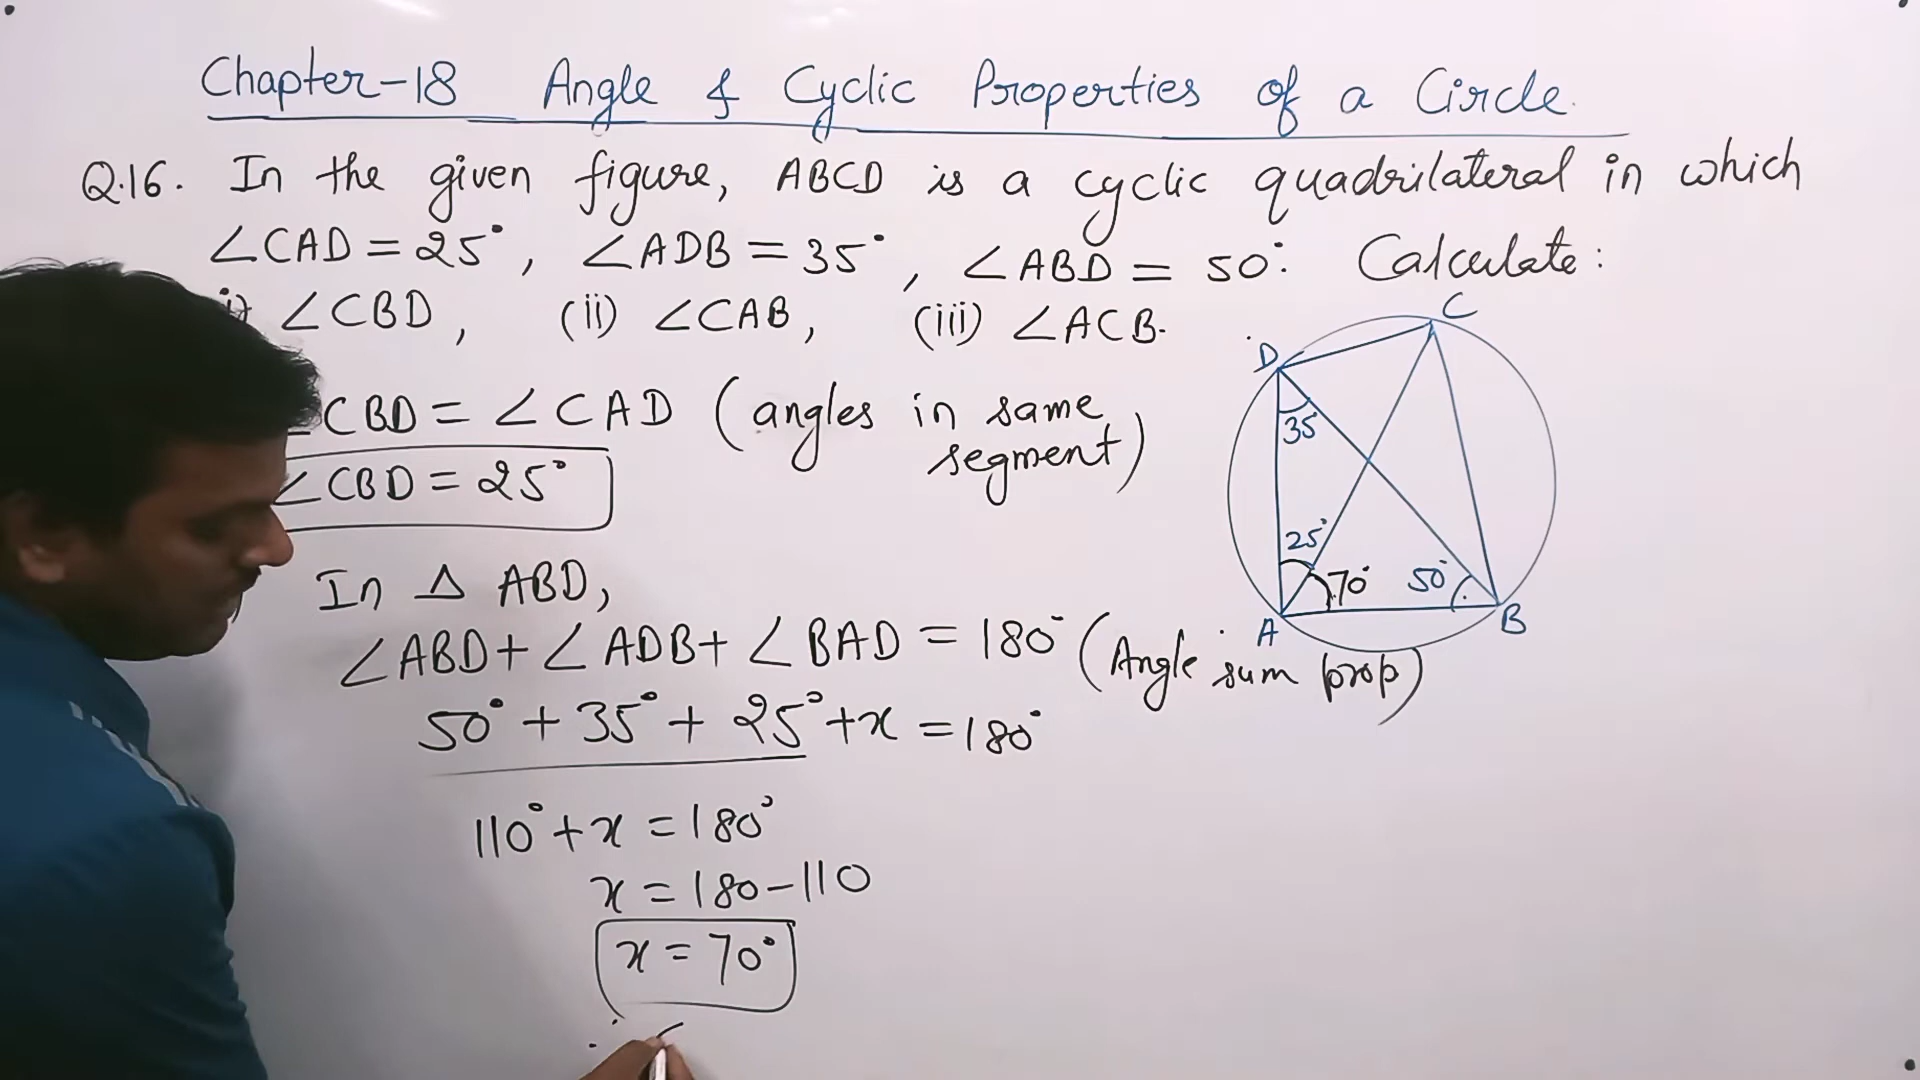 Chapter-18 Angle & Cyclic Properties of a Circle.
Q.16. In the given figure, ABCD is a cyclic quadrilateral in which
∠CAD = 25°, ∠ADB = 35°, ∠ABD = 50°. Calculate:
i) ∠CBD, (ii) ∠CAB, (iii) ∠ACB.
C
D
35
25°
70°
50°
A
B
∠CBD = ∠CAD (angles in same
segment)
∠CBD = 25°
In △ ABD,
∠ABD + ∠ADB + ∠BAD = 180° (Angle sum prop)
50° + 35° + 25° + x = 180°
110° + x = 180°
x = 180 - 110
x = 70°